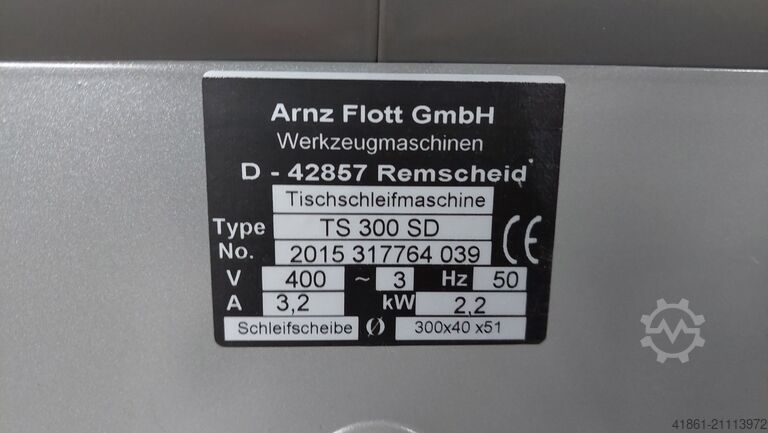 Arnz Flott GmbH
Werkzeugmaschinen
D - 42857 Remscheid
Tischschleifmaschine
Type TS 300 SD
No. 2015 317764 039
V 400 ~ 3 Hz 50
A 3,2 kW 2,2
Schleifscheibe Ø 300x40 x51
CE
41861-21113972